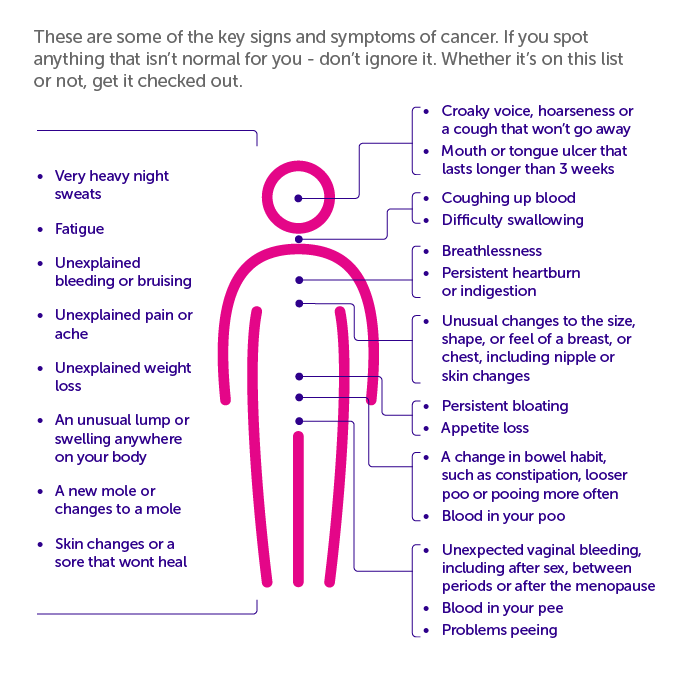 These are some of the key signs and symptoms of cancer. If you spot
anything that isn't normal for you - don't ignore it. Whether it's on this list
or not, get it checked out.
• Very heavy night
sweats
• Fatigue
• Unexplained
bleeding or bruising
• Unexplained pain or
ache
• Unexplained weight
loss
• An unusual lump or
swelling anywhere
on your body
• A new mole or
changes to a mole
• Skin changes or a
sore that wont heal
• Croaky voice, hoarseness or
a cough that won't go away
• Mouth or tongue ulcer that
lasts longer than 3 weeks
• Coughing up blood
• Difficulty swallowing
• Breathlessness
• Persistent heartburn
or indigestion
• Unusual changes to the size,
shape, or feel of a breast, or
chest, including nipple or
skin changes
• Persistent bloating
• Appetite loss
• A change in bowel habit,
such as constipation, looser
poo or pooing more often
• Blood in your poo
• Unexpected vaginal bleeding,
including after sex, between
periods or after the menopause
• Blood in your pee
• Problems peeing